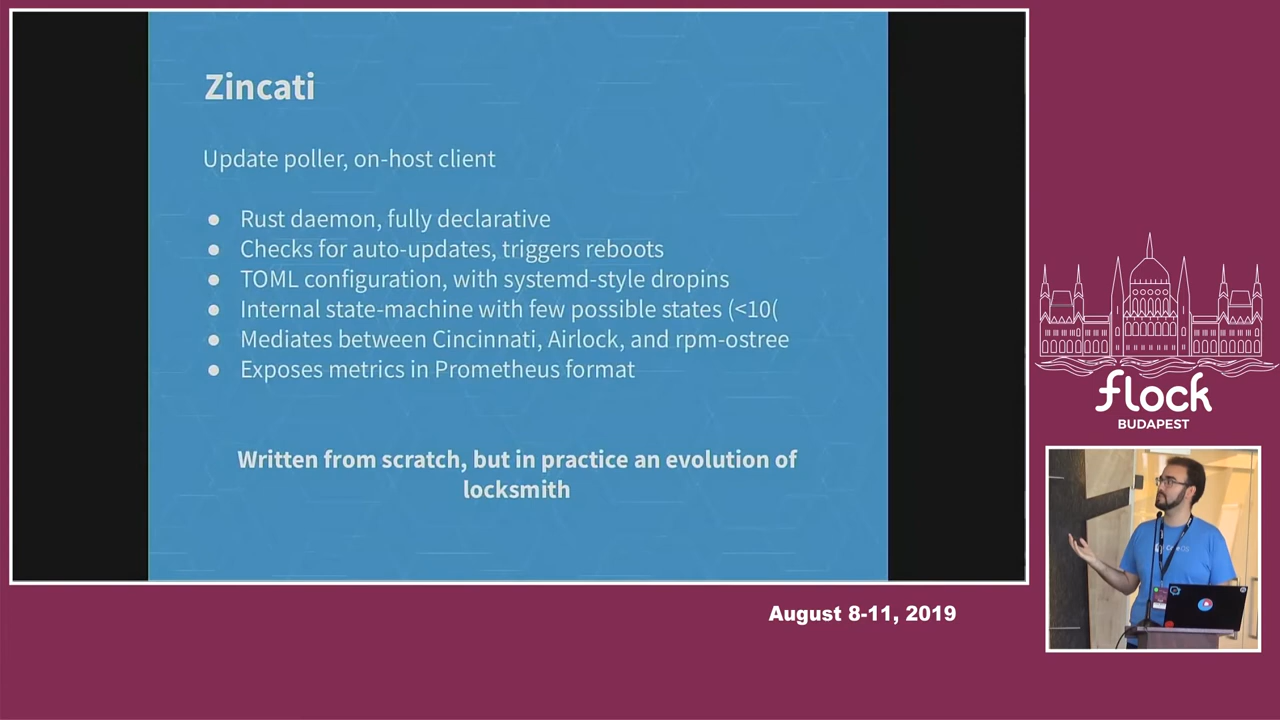 Zincati
Update poller, on-host client
● Rust daemon, fully declarative
● Checks for auto-updates, triggers reboots
● TOML configuration, with systemd-style dropins
● Internal state-machine with few possible states (<10(
● Mediates between Cincinnati, Airlock, and rpm-ostree
● Exposes metrics in Prometheus format
Written from scratch, but in practice an evolution of
locksmith
flock
BUDAPEST
August 8-11, 2019